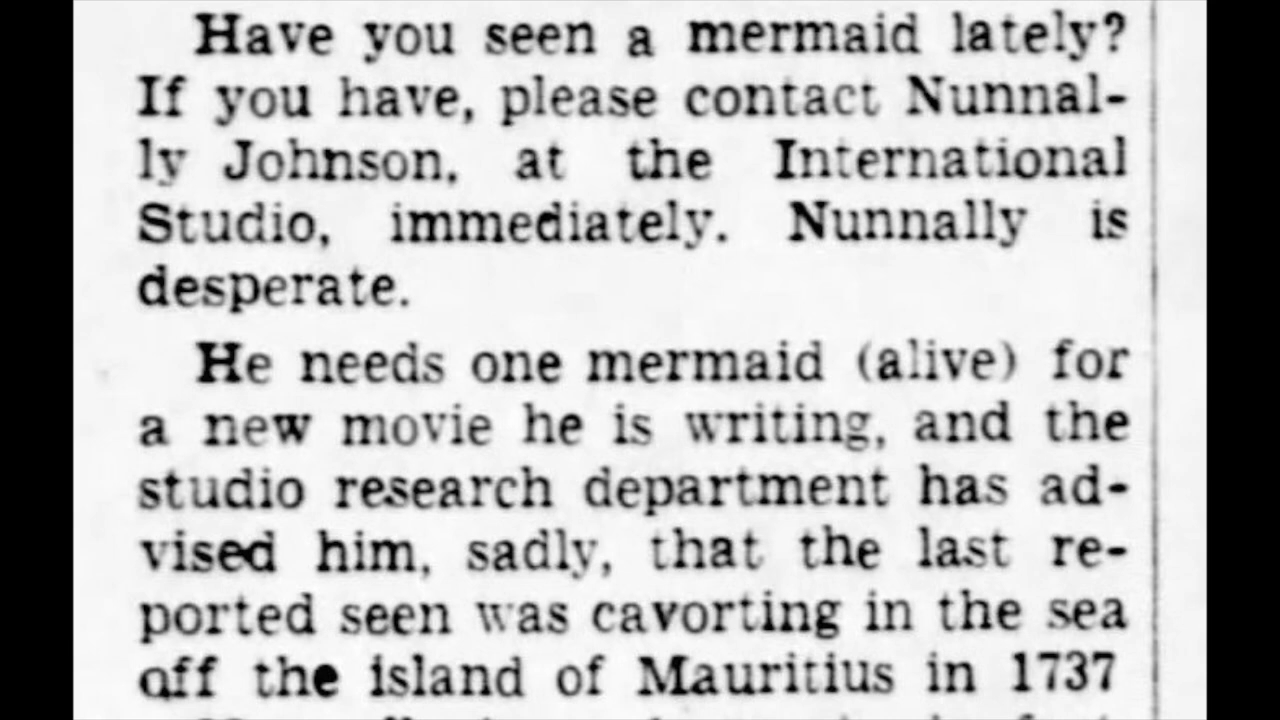 Have you seen a mermaid lately?
If you have, please contact Nunnal-
ly Johnson, at the International
Studio, immediately. Nunnally is
desperate.
He needs one mermaid (alive) for
a new movie he is writing, and the
studio research department has ad-
vised him, sadly, that the last re-
ported seen was cavorting in the sea
off the island of Mauritius in 1737